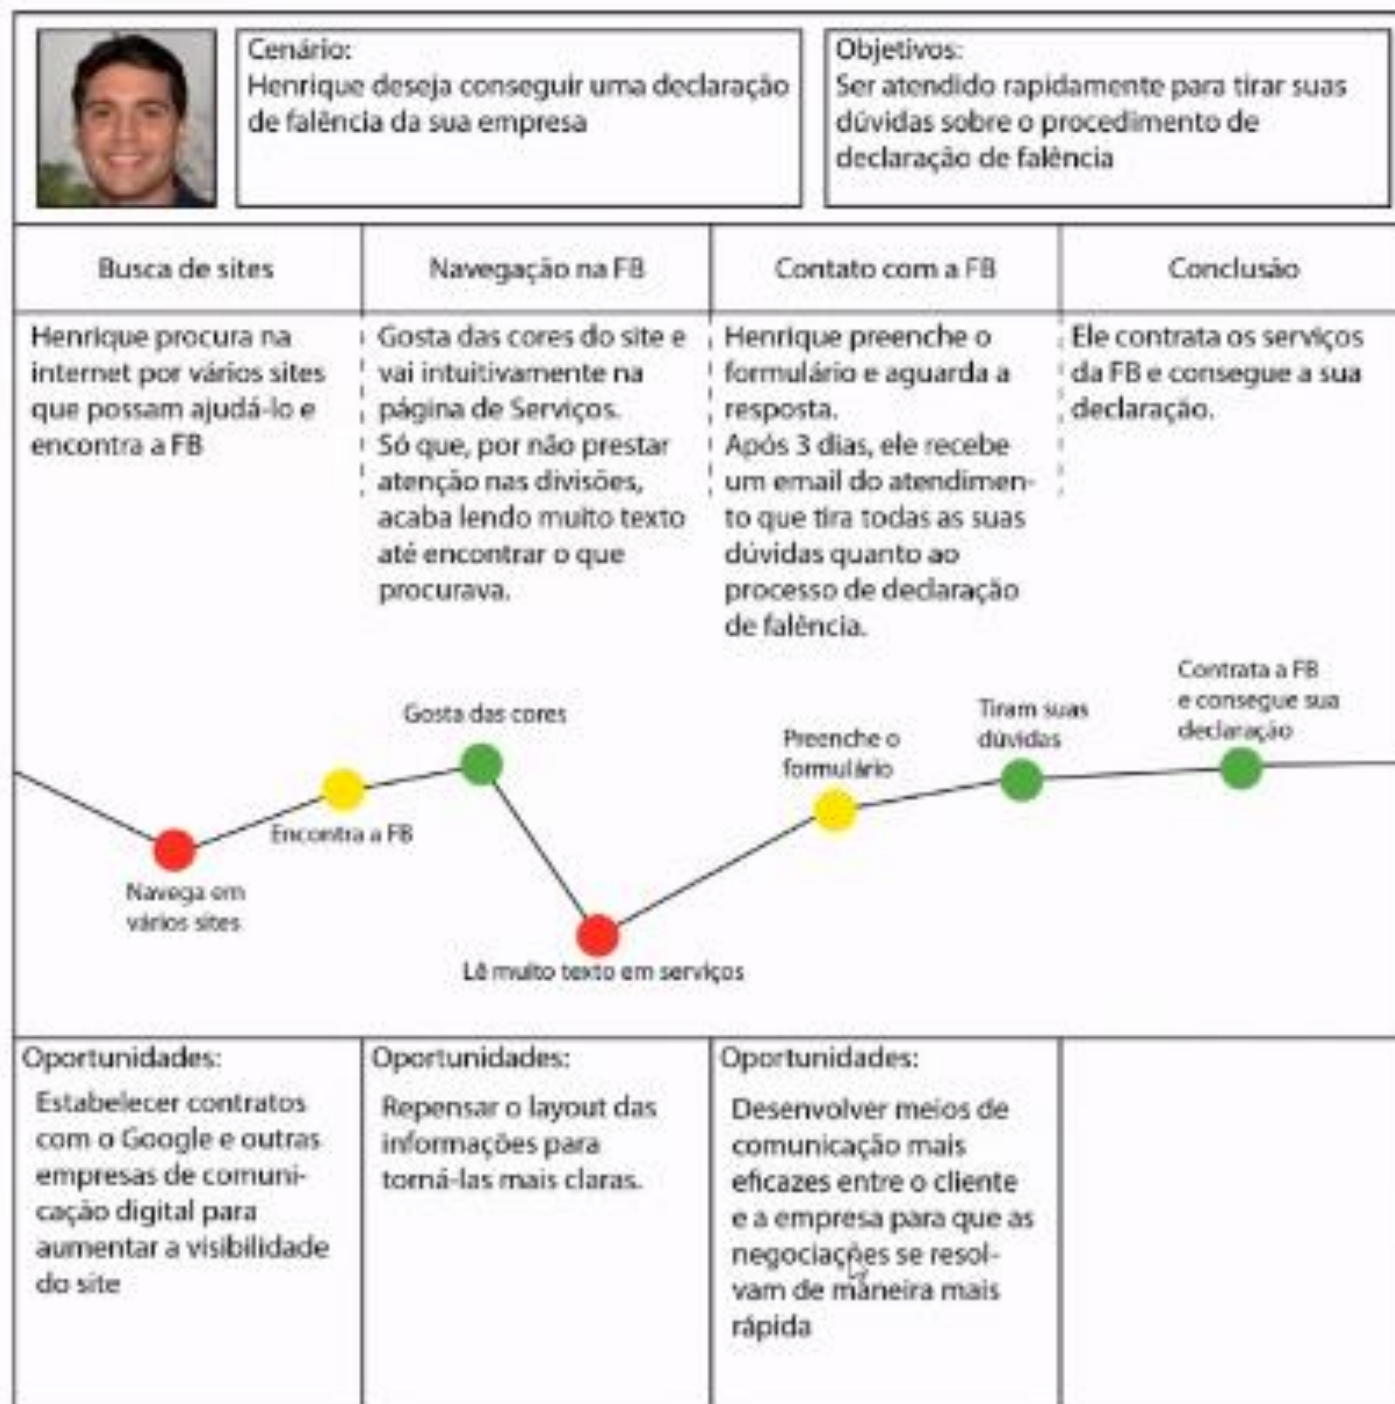 Cenário:
Henrique deseja conseguir uma declaração
de falência da sua empresa
Objetivos:
Ser atendido rapidamente para tirar suas
dúvidas sobre o procedimento de
declaração de falência
Busca de sites
Navegação na FB
Contato com a FB
Conclusão
Henrique procura na
internet por vários sites
que possam ajudá-lo e
encontra a FB
Gosta das cores do site e
vai intuitivamente na
página de Serviços.
Só que, por não prestar
atenção nas divisões,
acaba lendo muito texto
até encontrar o que
procurava.
Henrique preenche o
formulário e aguarda a
resposta.
Após 3 dias, ele recebe
um email do atendimen-
to que tira todas as suas
dúvidas quanto ao
processo de declaração
de falência.
Ele contrata os serviços
da FB e consegue a sua
declaração.
Navega em
vários sites
Encontra a FB
Gosta das cores
Lê muito texto em serviços
Preenche o
formulário
Tiram suas
dúvidas
Contrata a FB
e consegue sua
declaração
Oportunidades:
Estabelecer contratos
com o Google e outras
empresas de comuni-
cação digital para
aumentar a visibilidade
do site
Oportunidades:
Repensar o layout das
informações para
torná-las mais claras.
Oportunidades:
Desenvolver meios de
comunicação mais
eficazes entre o cliente
e a empresa para que as
negociações se resol-
vam de maneira mais
rápida